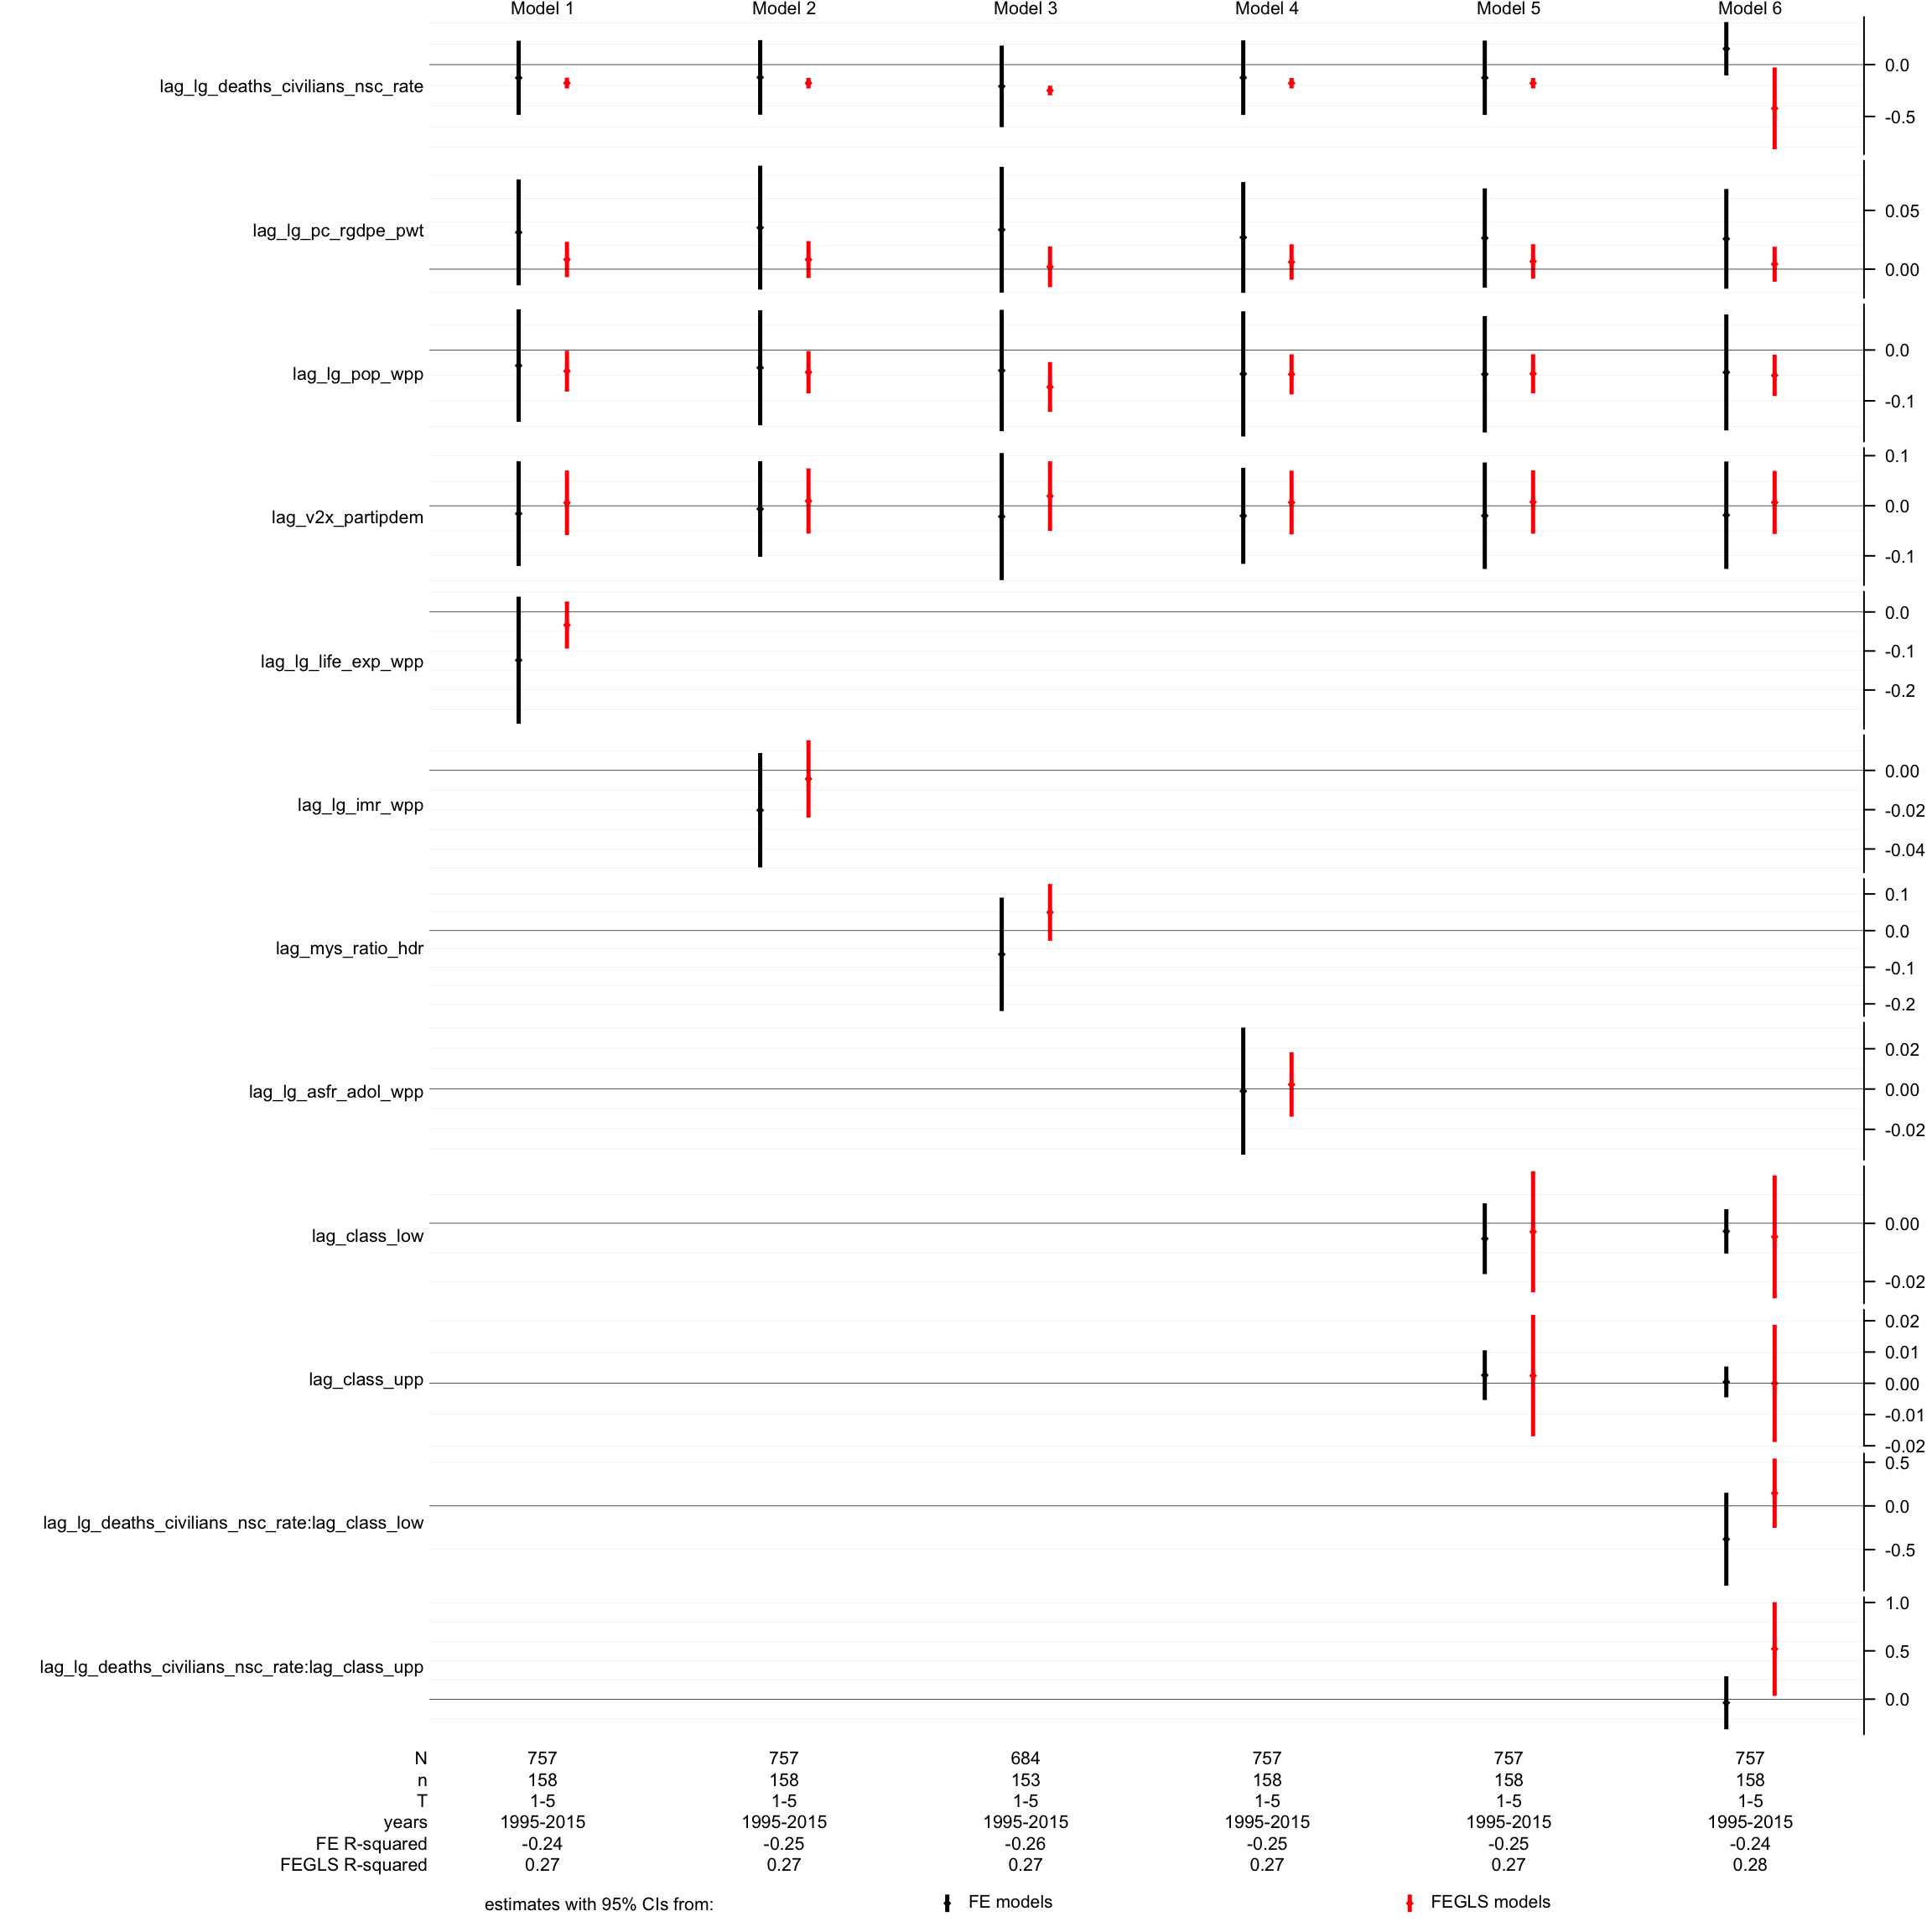 Model 1 Model 2 Model 3 Model 4 Model 5 Model 6
lag_lg_deaths_civilians_nsc_rate
0.0
-0.5
lag_lg_pc_rgdpe_pwt
0.05
0.00
lag_lg_pop_wpp
0.0
-0.1
lag_v2x_partipdem
0.1
0.0
-0.1
lag_lg_life_exp_wpp
0.0
-0.1
-0.2
lag_lg_imr_wpp
0.00
-0.02
-0.04
lag_mys_ratio_hdr
0.1
0.0
-0.1
-0.2
lag_lg_asfr_adol_wpp
0.02
0.00
-0.02
lag_class_low
0.00
-0.02
lag_class_upp
0.02
0.01
0.00
-0.01
-0.02
lag_lg_deaths_civilians_nsc_rate:lag_class_low
0.5
0.0
-0.5
lag_lg_deaths_civilians_nsc_rate:lag_class_upp
1.0
0.5
0.0
N 757 757 684 757 757 757
n 158 158 153 158 158 158
T 1-5 1-5 1-5 1-5 1-5 1-5
years 1995-2015 1995-2015 1995-2015 1995-2015 1995-2015 1995-2015
FE R-squared -0.24 -0.25 -0.26 -0.25 -0.25 -0.24
FEGLS R-squared 0.27 0.27 0.27 0.27 0.27 0.28
estimates with 95% CIs from: FE models FEGLS models